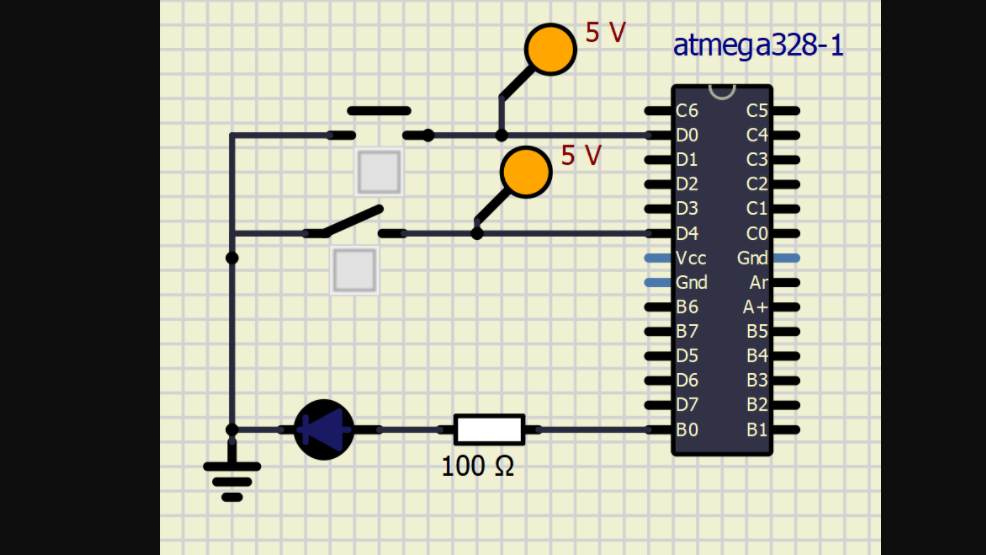 5 V
atmega328-1
5 V
C6 C5
D0 C4
D1 C3
D2 C2
D3 C1
D4 C0
Vcc Gnd
Gnd Ar
B6 A+
B7 B5
D5 B4
D6 B3
D7 B2
B0 B1
100 Ω